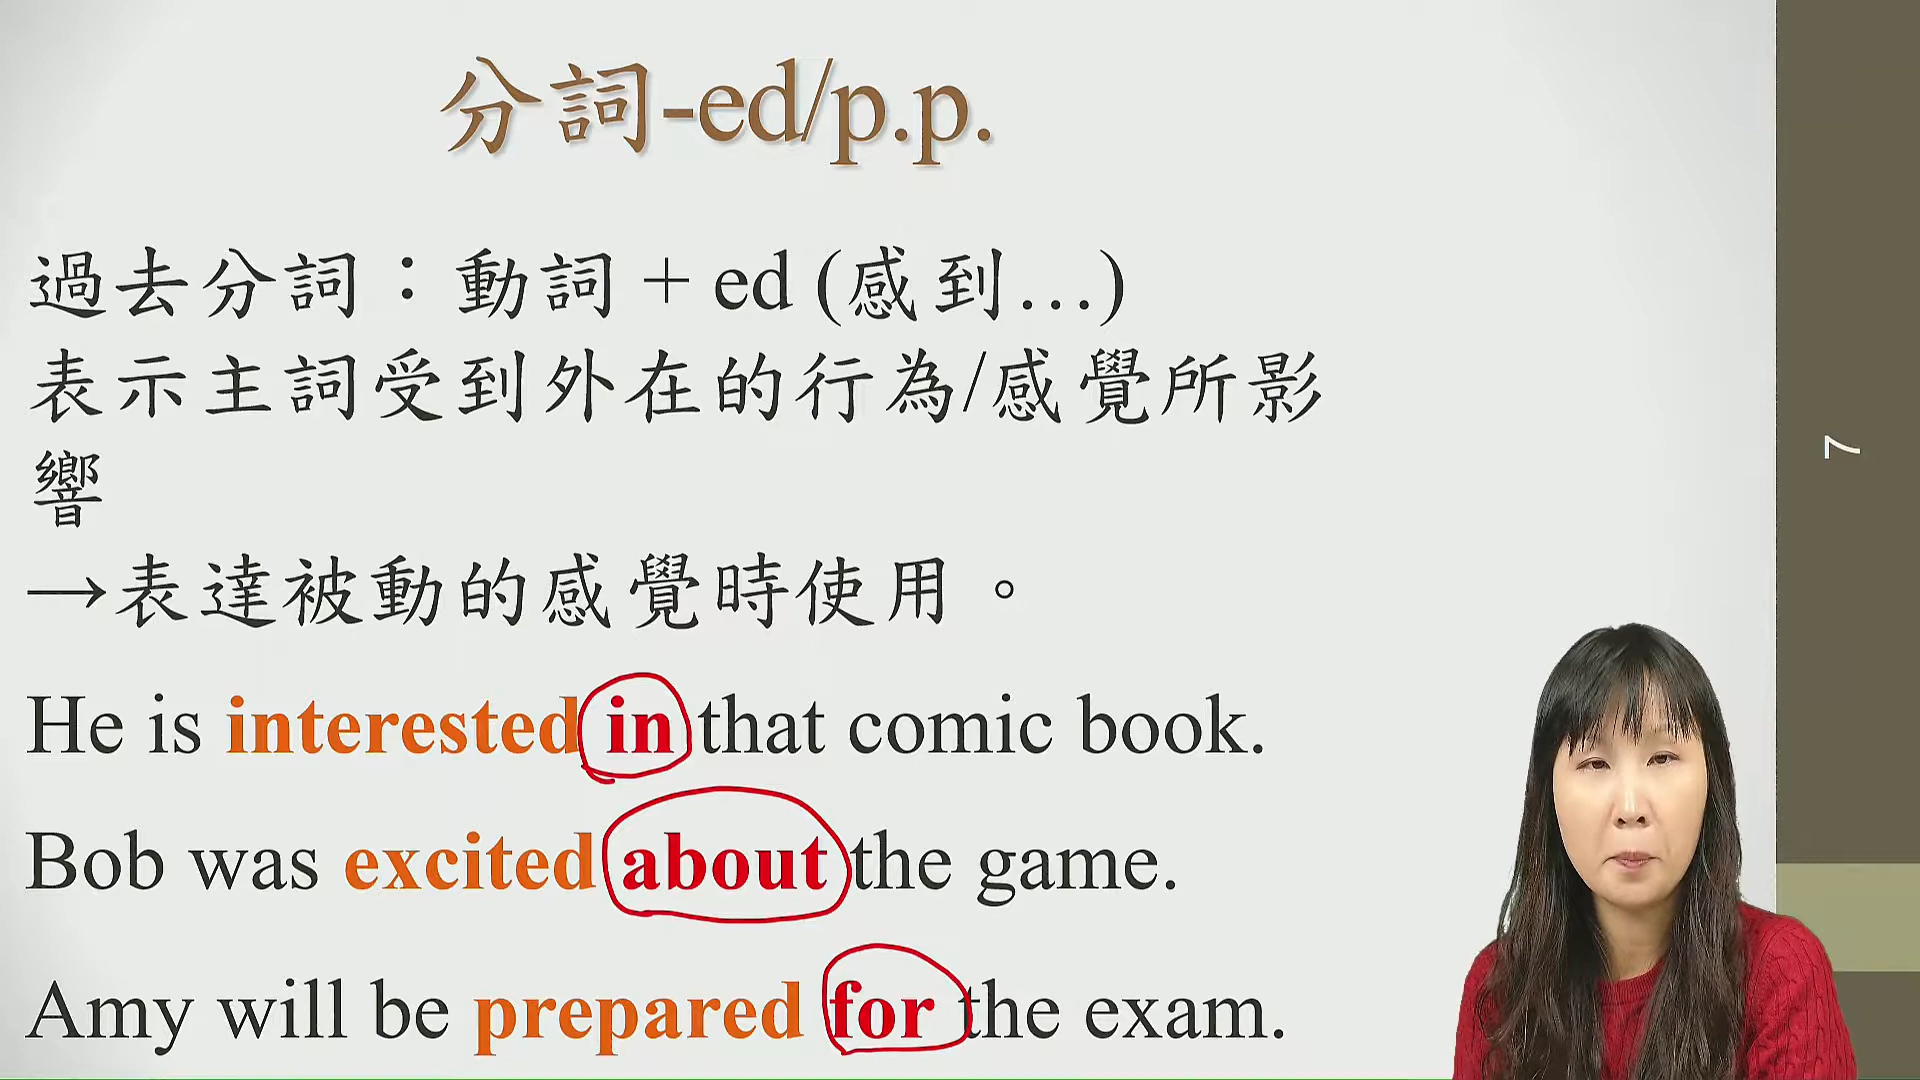 分詞-ed/p.p.
過去分詞：動詞 + ed (感到…)
表示主詞受到外在的行為/感覺所影
響
→表達被動的感覺時使用。
He is interested in that comic book.
Bob was excited about the game.
Amy will be prepared for the exam.
7